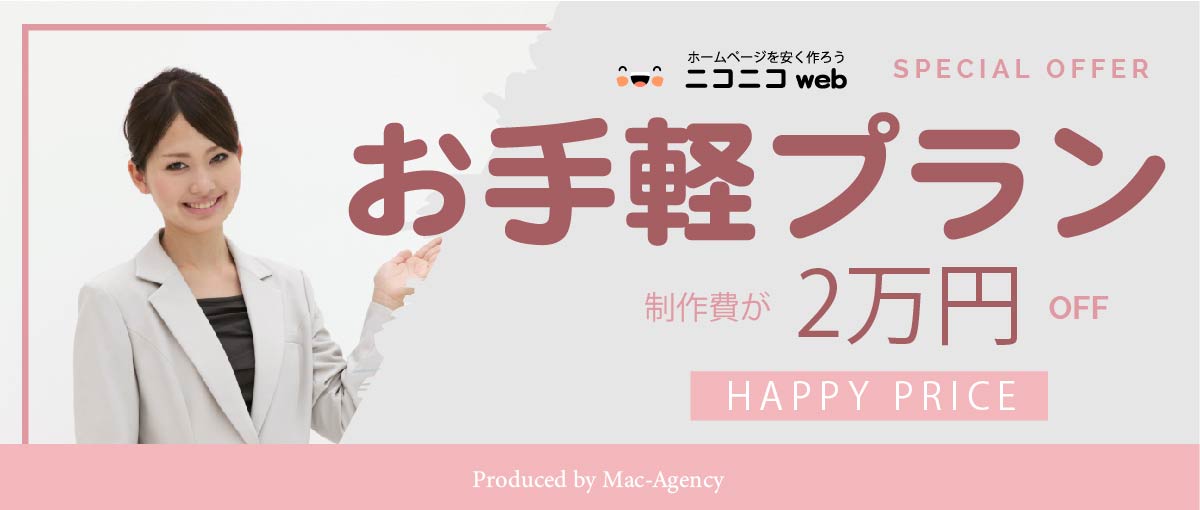 ホームページを安く作ろう
ニコニコ web
SPECIAL OFFER
お手軽プラン
制作費が 2万円 OFF
HAPPY PRICE
Produced by Mac-Agency